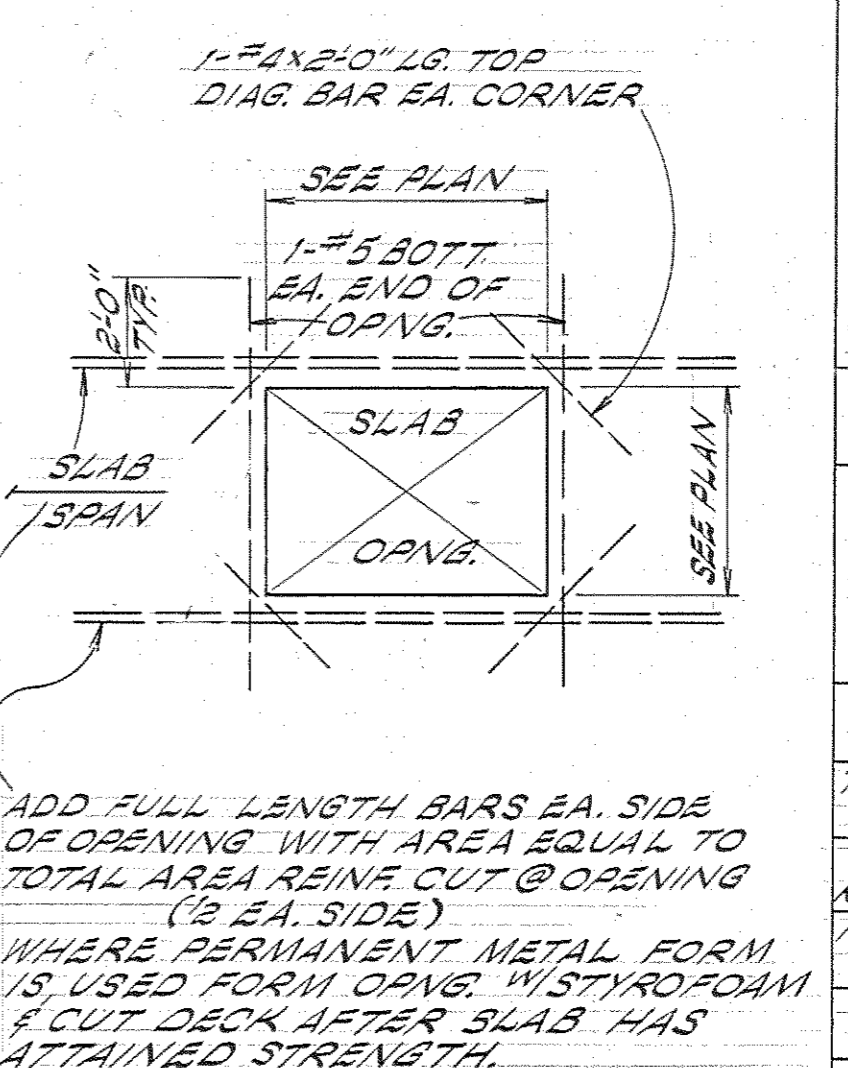 1-#4x2'-0" LG. TOP
DIAG. BAR EA. CORNER
SEE PLAN
1-#5 BOTT.
EA. END OF
OPNG.
2'-0"
TYP.
SLAB
SPAN
SLAB
OPNG.
SEE PLAN
ADD FULL LENGTH BARS EA. SIDE
OF OPENING WITH AREA EQUAL TO
TOTAL AREA REINF. CUT @ OPENING
(1/2 EA. SIDE)
WHERE PERMANENT METAL FORM
IS USED FORM OPNG. W/STYROFOAM
& CUT DECK AFTER SLAB HAS
ATTAINED STRENGTH.